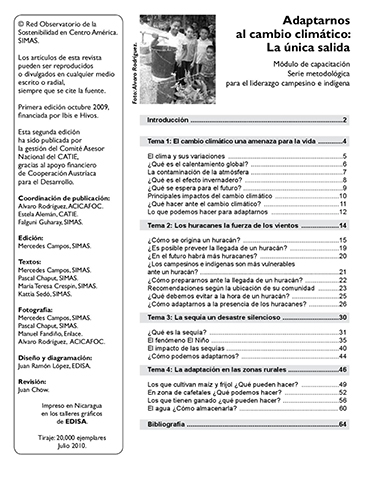 © Red Observatorio de la
Sostenibilidad en Centro América.
SIMAS.
Los artículos de esta revista
pueden ser reproducidos
o divulgados en cualquier medio
escrito o radial,
siempre que se cite la fuente.
Primera edición octubre 2009,
financiada por Ibis e Hivos.
Esta segunda edición
ha sido publicada por
la gestión del Comité Asesor
Nacional del CATIE,
gracias al apoyo financiero
de Cooperación Austríaca
para el Desarrollo.
Coordinación de publicación:
Alvaro Rodríguez, ACICAFOC.
Estela Alemán, CATIE.
Falguni Guharay, SIMAS.
Edición:
Mercedes Campos, SIMAS.
Textos:
Mercedes Campos, SIMAS.
Pascal Chaput, SIMAS.
María Teresa Crespin, SIMAS.
Kattia Sedó, SIMAS.
Fotografía:
Mercedes Campos, SIMAS.
Pascal Chaput, SIMAS.
Manuel Fandiño, Enlace.
Alvaro Rodríguez, ACICAFOC.
Diseño y diagramación:
Juan Ramón López, EDISA.
Revisión:
Juan Chow.
Impreso en Nicaragua
en los talleres gráficos
de EDISA.
Tiraje: 20,000 ejemplares
Julio 2010.
Foto: Alvaro Rodríguez.
Adaptarnos
al cambio climático:
La única salida
Módulo de capacitación
Serie metodológica
para el liderazgo campesino e indígena
Introducción ...2
Tema 1: El cambio climático una amenaza para la vida ...4
El clima y sus variaciones ...5
¿Qué es el calentamiento global? ...6
La contaminación de la atmósfera ...7
¿Qué es el efecto invernadero? ...8
¿Qué se espera para el futuro? ...9
Principales impactos del cambio climático ...10
¿Qué hacer ante el cambio climático? ...11
Lo que podemos hacer para adaptarnos ...12
Tema 2: Los huracanes la fuerza de los vientos ...14
¿Cómo se origina un huracán? ...15
¿Es posible preveer la llegada de un huracán? ...19
¿En el futuro habrá más huracanes? ...20
¿Los campesinos e indígenas son más vulnerables
ante un huracán? ...21
¿Cómo prepararnos ante la llegada de un huracán? ...22
Recomendaciones según la ubicación de su comunidad ...23
¿Qué debemos evitar a la hora de un huracán? ...25
¿Cómo adaptarnos a la presencia de los huracanes ...26
Tema 3: La sequía un desastre silencioso ...30
¿Qué es la sequía? ...31
El fenómeno El Niño ...35
El impacto de las sequías ...40
¿Cómo podemos adaptarnos? ...44
Tema 4: La adaptación en las zonas rurales ...46
Los que cultivan maíz y frijol ¿Qué pueden hacer? ...49
En zona de cafetales ¿Qué podemos hacer? ...52
Los que tienen ganado ¿qué pueden hacer? ...56
El agua ¿Cómo almacenarla? ...60
Bibliografía ...64